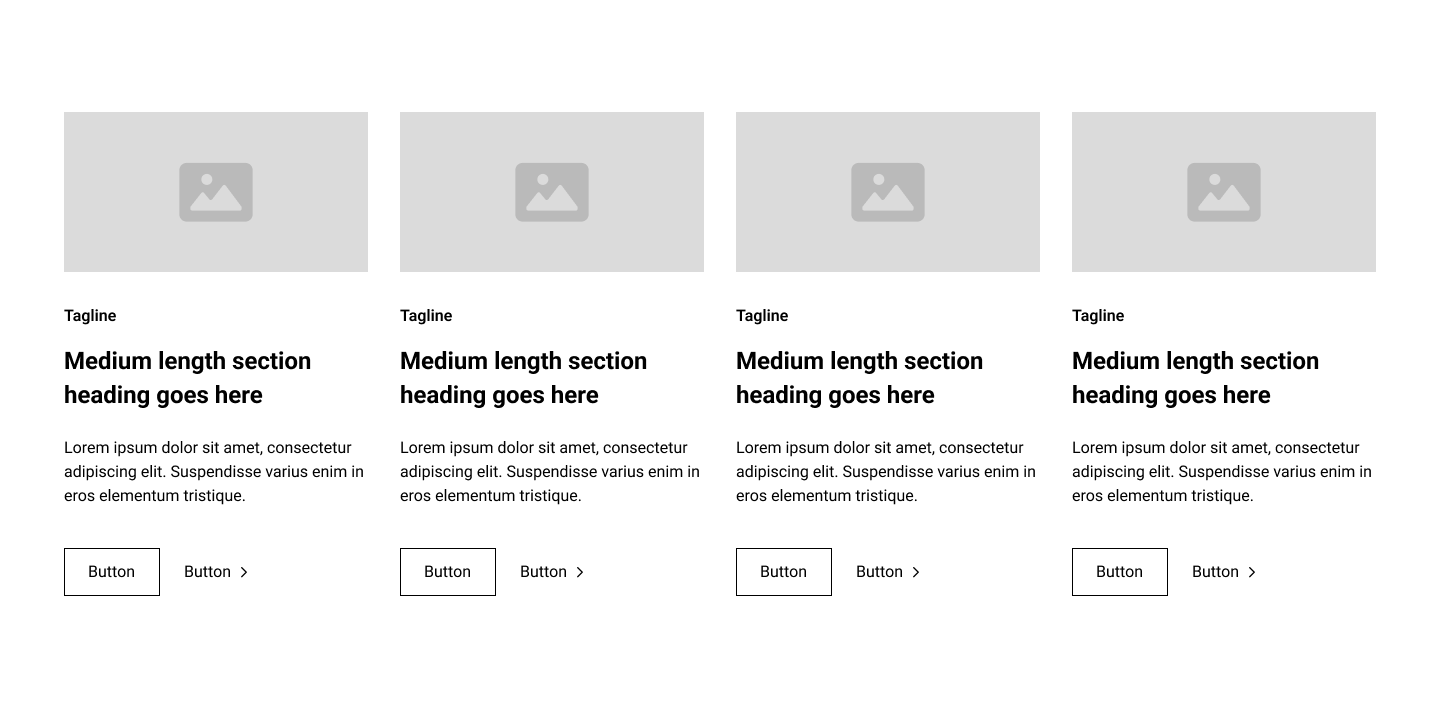 Tagline
Medium length section
heading goes here
Lorem ipsum dolor sit amet, consectetur
adipiscing elit. Suspendisse varius enim in
eros elementum tristique.
Button
Button
Tagline
Medium length section
heading goes here
Lorem ipsum dolor sit amet, consectetur
adipiscing elit. Suspendisse varius enim in
eros elementum tristique.
Button
Button
Tagline
Medium length section
heading goes here
Lorem ipsum dolor sit amet, consectetur
adipiscing elit. Suspendisse varius enim in
eros elementum tristique.
Button
Button
Tagline
Medium length section
heading goes here
Lorem ipsum dolor sit amet, consectetur
adipiscing elit. Suspendisse varius enim in
eros elementum tristique.
Button
Button